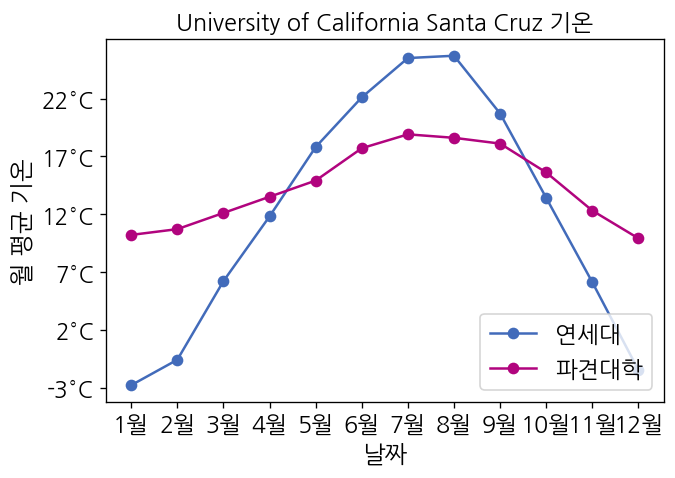 University of California Santa Cruz 기온
월 평균 기온
22˚C
17˚C
12˚C
7˚C
2˚C
-3˚C
연세대
파견대학
1월 2월 3월 4월 5월 6월 7월 8월 9월 10월 11월 12월
날짜